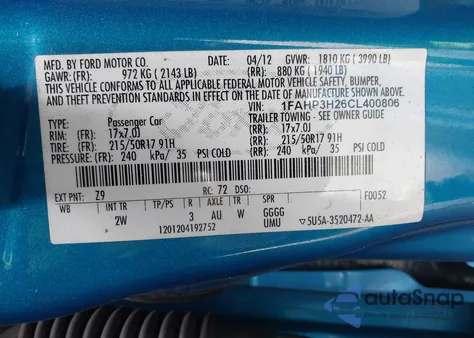 MFD. BY FORD MOTOR CO. 04/12 GVWR: 1810 KG ( 3990 LB)
GAWR: (FR): 972 KG ( 2143 LB) (RR): 880 KG ( 1940 LB)
THIS VEHICLE CONFORMS TO ALL APPLICABLE FEDERAL MOTOR VEHICLE SAFETY, BUMPER,
AND THEFT PREVENTION STANDARDS IN EFFECT ON THE DATE OF MANUFACTURE SHOWN ABOVE.
VIN: 1FAHP3H26CL400806
TYPE: Passenger Car TRAILER TOWING - SEE OWNER GUIDE
RIM: (FR): 17x7.0J (RR): 17x7.0J
TIRE: (FR): 215/50R17 91H (RR): 215/50R17 91H
PRESSURE: (FR): 240 kPa/ 35 PSI COLD (RR): 240 kPa/ 35 PSI COLD
EXT PNT: Z9 RC: 72 DSO: F0052
WB INT TR TP/PS R AX SPR
2W 3 AU W GGGG
UMU
1201204192752 5U5A-3520472-AA
autoSnap